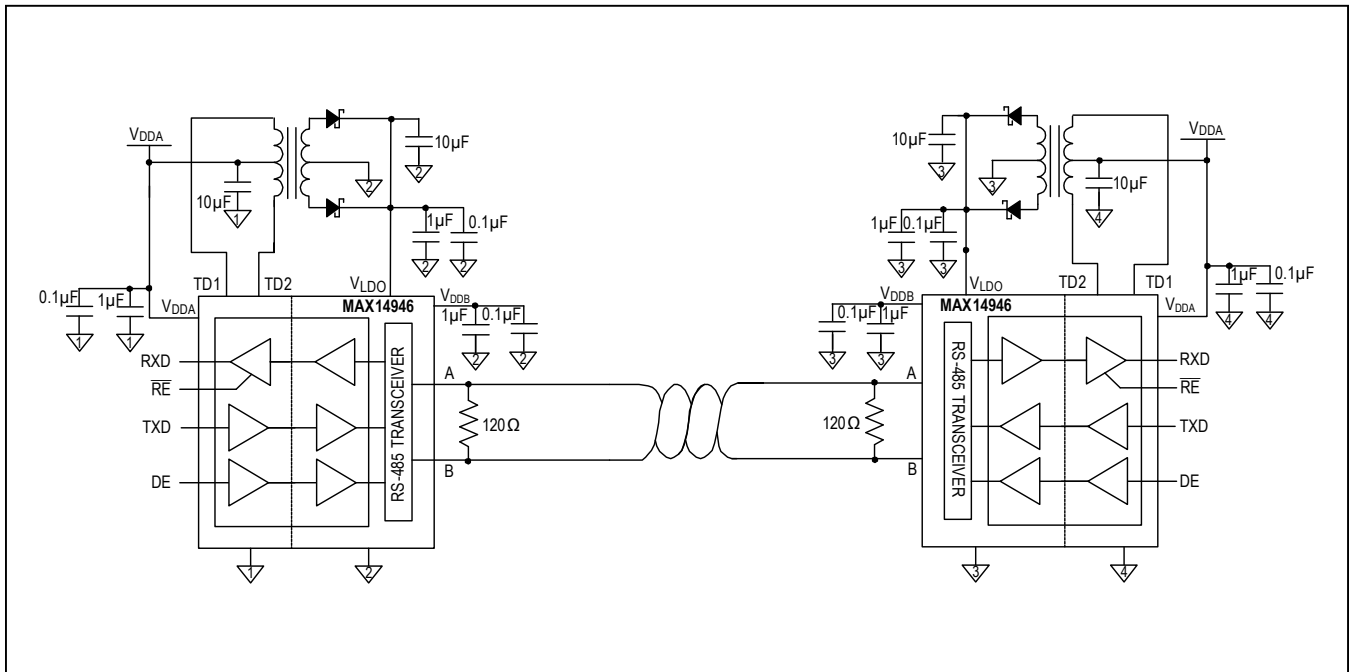 VDDA
10µF
2
2
10µF
1
1µF
0.1µF
2
2
TD1
TD2
VLDO
0.1µF
1µF
VDDA
1
1
MAX14946
VDDB
1µF
0.1µF
2
2
RXD
RE
TXD
DE
RS-485 TRANSCEIVER
A
120Ω
B
1
2
10µF
3
3
VDDA
10µF
4
1µF
0.1µF
3
3
VLDO
TD2
TD1
1µF
0.1µF
VDDA
4
4
VDDB
0.1µF
1µF
3
3
MAX14946
A
120Ω
B
RS-485 TRANSCEIVER
RXD
RE
TXD
DE
3
4